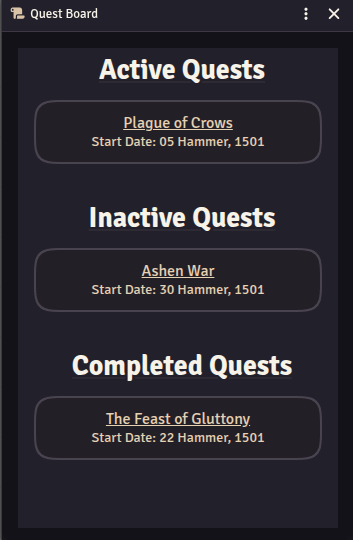 Quest Board
Active Quests
Plague of Crows
Start Date: 05 Hammer, 1501
Inactive Quests
Ashen War
Start Date: 30 Hammer, 1501
Completed Quests
The Feast of Gluttony
Start Date: 22 Hammer, 1501